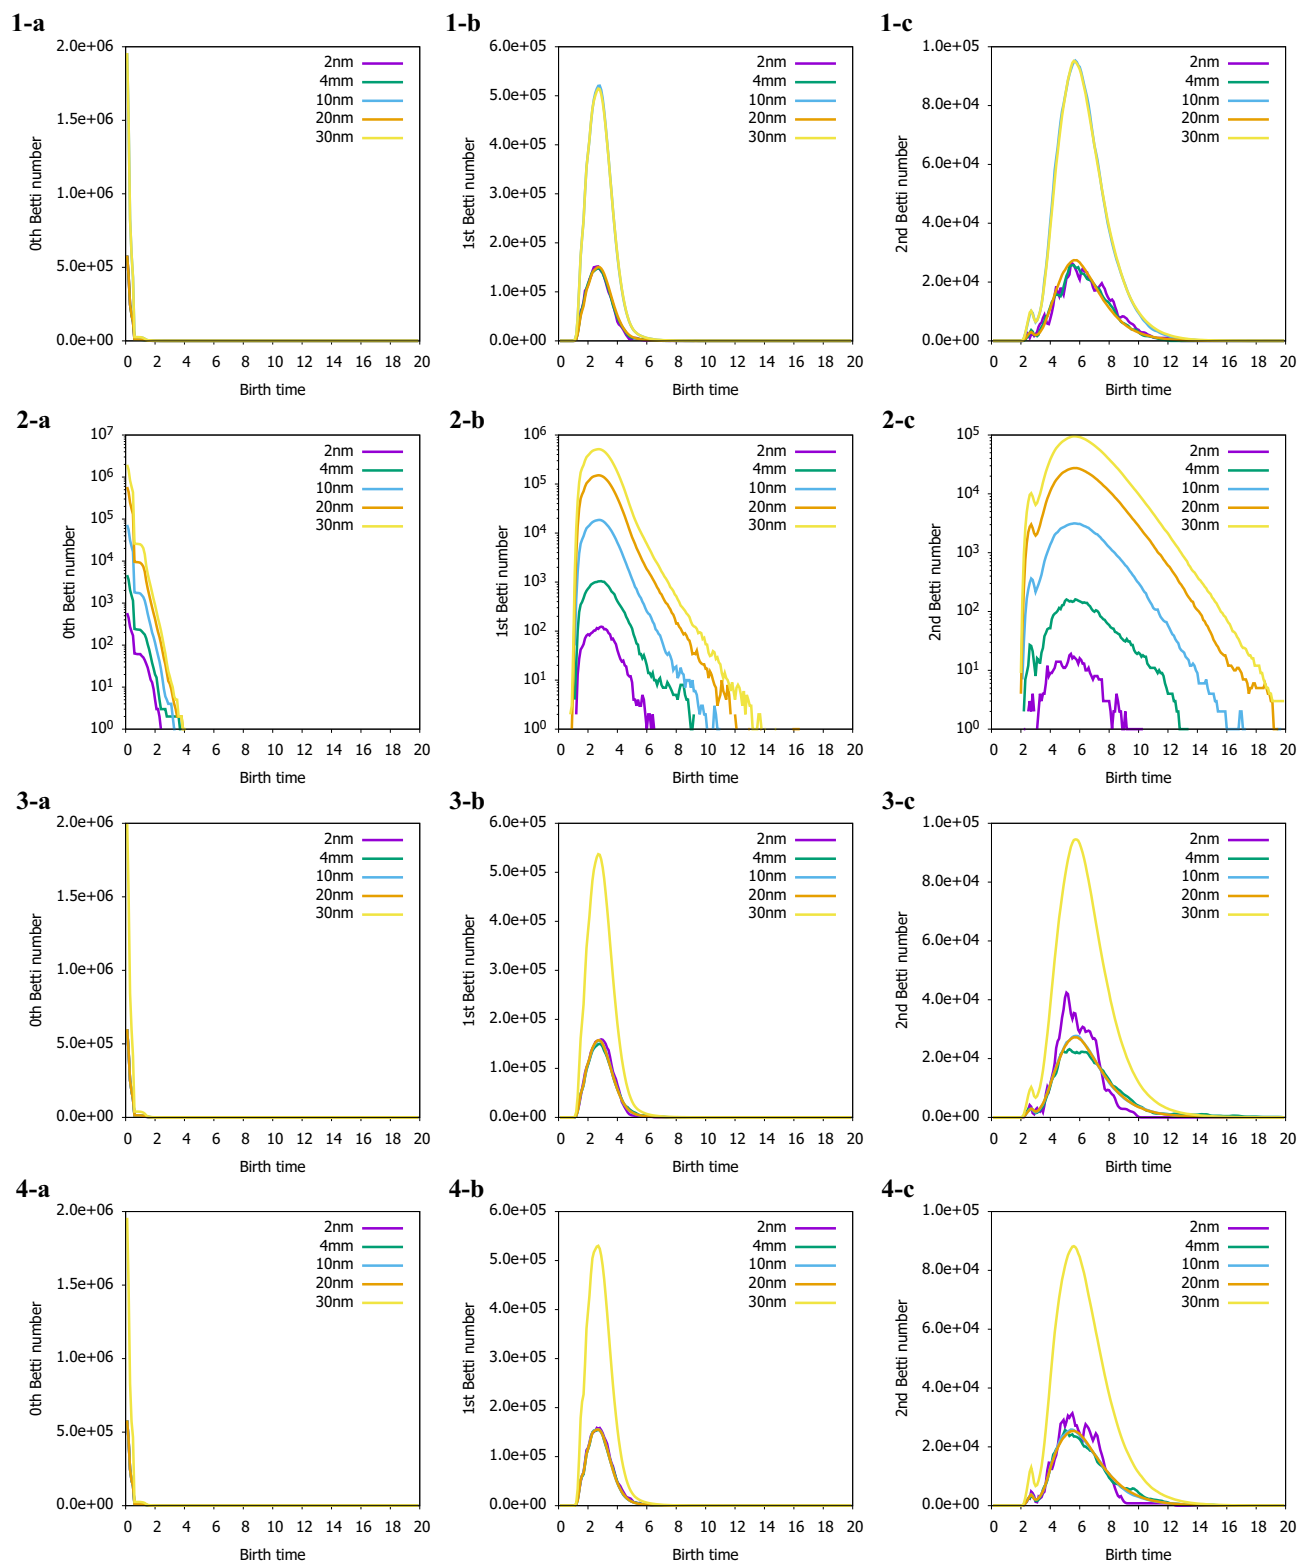 1-a
2.0e+06
1.5e+06
1.0e+06
5.0e+05
0.0e+00
0th Betti number
2nm
4mm
10nm
20nm
30nm
0 2 4 6 8 10 12 14 16 18 20
Birth time
1-b
6.0e+05
5.0e+05
4.0e+05
3.0e+05
2.0e+05
1.0e+05
0.0e+00
1st Betti number
2nm
4mm
10nm
20nm
30nm
0 2 4 6 8 10 12 14 16 18 20
Birth time
1-c
1.0e+05
8.0e+04
6.0e+04
4.0e+04
2.0e+04
0.0e+00
2nd Betti number
2nm
4mm
10nm
20nm
30nm
0 2 4 6 8 10 12 14 16 18 20
Birth time
2-a
10⁷
10⁶
10⁵
10⁴
10³
10²
10¹
10⁰
0th Betti number
2nm
4mm
10nm
20nm
30nm
0 2 4 6 8 10 12 14 16 18 20
Birth time
2-b
10⁶
10⁵
10⁴
10³
10²
10¹
10⁰
1st Betti number
2nm
4mm
10nm
20nm
30nm
0 2 4 6 8 10 12 14 16 18 20
Birth time
2-c
10⁵
10⁴
10³
10²
10¹
10⁰
2nd Betti number
2nm
4mm
10nm
20nm
30nm
0 2 4 6 8 10 12 14 16 18 20
Birth time
3-a
2.0e+06
1.5e+06
1.0e+06
5.0e+05
0.0e+00
0th Betti number
2nm
4mm
10nm
20nm
30nm
0 2 4 6 8 10 12 14 16 18 20
Birth time
3-b
6.0e+05
5.0e+05
4.0e+05
3.0e+05
2.0e+05
1.0e+05
0.0e+00
1st Betti number
2nm
4mm
10nm
20nm
30nm
0 2 4 6 8 10 12 14 16 18 20
Birth time
3-c
1.0e+05
8.0e+04
6.0e+04
4.0e+04
2.0e+04
0.0e+00
2nd Betti number
2nm
4mm
10nm
20nm
30nm
0 2 4 6 8 10 12 14 16 18 20
Birth time
4-a
2.0e+06
1.5e+06
1.0e+06
5.0e+05
0.0e+00
0th Betti number
2nm
4mm
10nm
20nm
30nm
0 2 4 6 8 10 12 14 16 18 20
Birth time
4-b
6.0e+05
5.0e+05
4.0e+05
3.0e+05
2.0e+05
1.0e+05
0.0e+00
1st Betti number
2nm
4mm
10nm
20nm
30nm
0 2 4 6 8 10 12 14 16 18 20
Birth time
4-c
1.0e+05
8.0e+04
6.0e+04
4.0e+04
2.0e+04
0.0e+00
2nd Betti number
2nm
4mm
10nm
20nm
30nm
0 2 4 6 8 10 12 14 16 18 20
Birth time